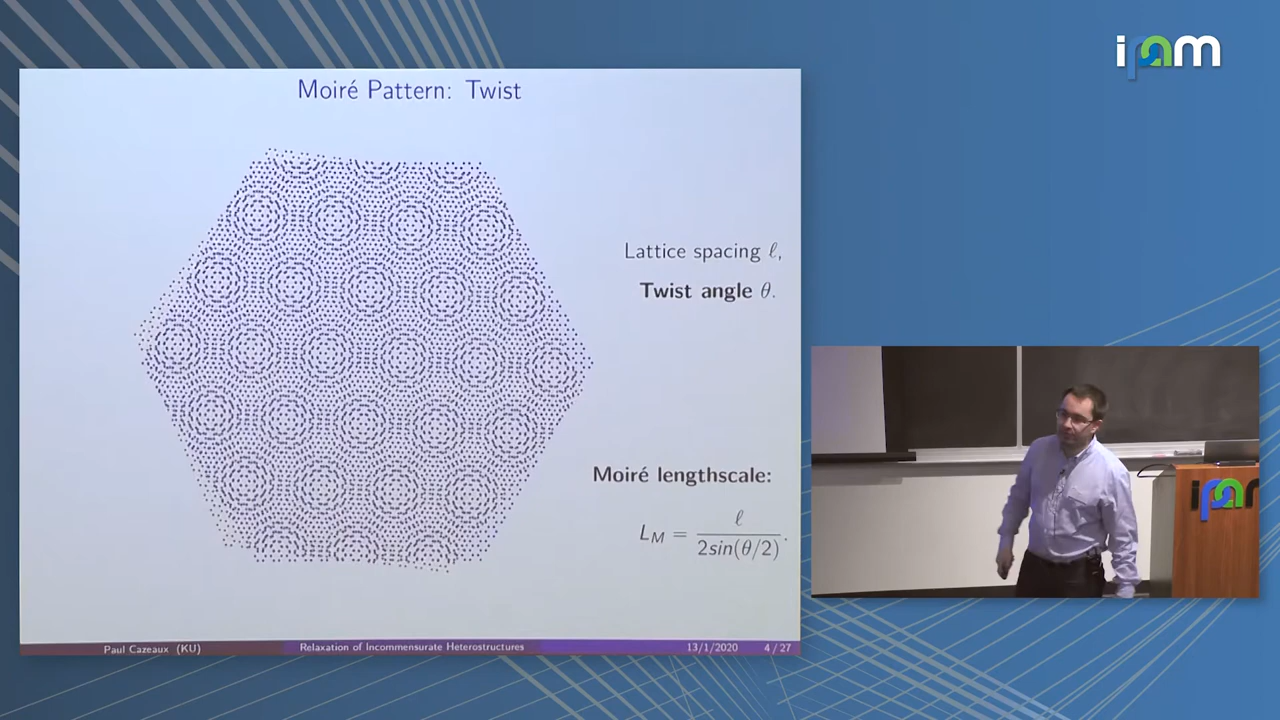 ipam
Moiré Pattern: Twist
Lattice spacing ℓ,
Twist angle θ.
Moiré lengthscale:
L_M = ℓ / 2sin(θ/2).
Paul Cazeaux (KU) Relaxation of Incommensurate Heterostructures 13/1/2020 4 / 27
ipam